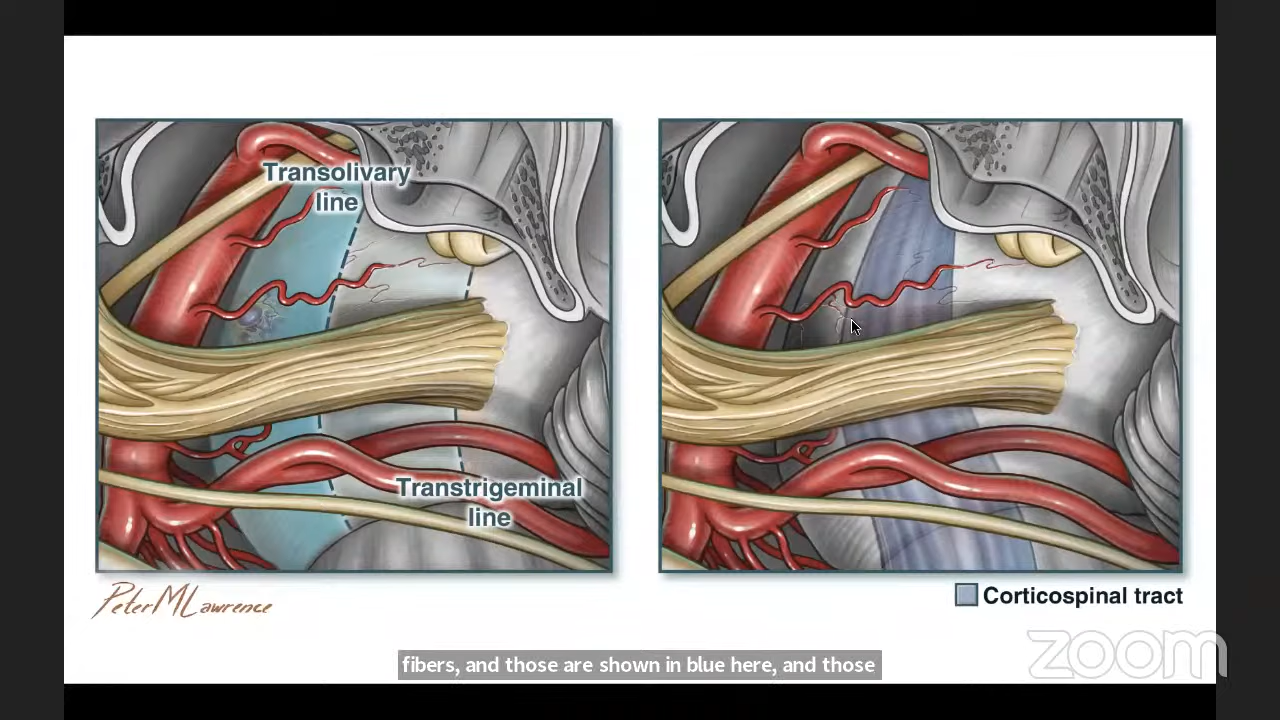 Transolivary
line
Transtrigeminal
line
PeterMLawrence
Corticospinal tract
zoom
fibers, and those are shown in blue here, and those